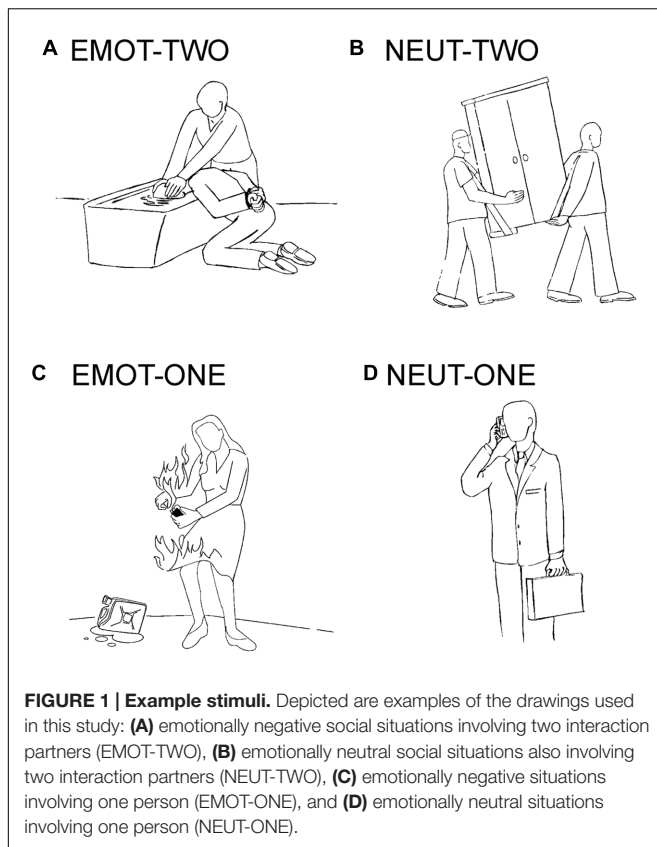 A EMOT-TWO
B NEUT-TWO
C EMOT-ONE
D NEUT-ONE
FIGURE 1 | Example stimuli. Depicted are examples of the drawings used
in this study: (A) emotionally negative social situations involving two interaction
partners (EMOT-TWO), (B) emotionally neutral social situations also involving
two interaction partners (NEUT-TWO), (C) emotionally negative situations
involving one person (EMOT-ONE), and (D) emotionally neutral situations
involving one person (NEUT-ONE).